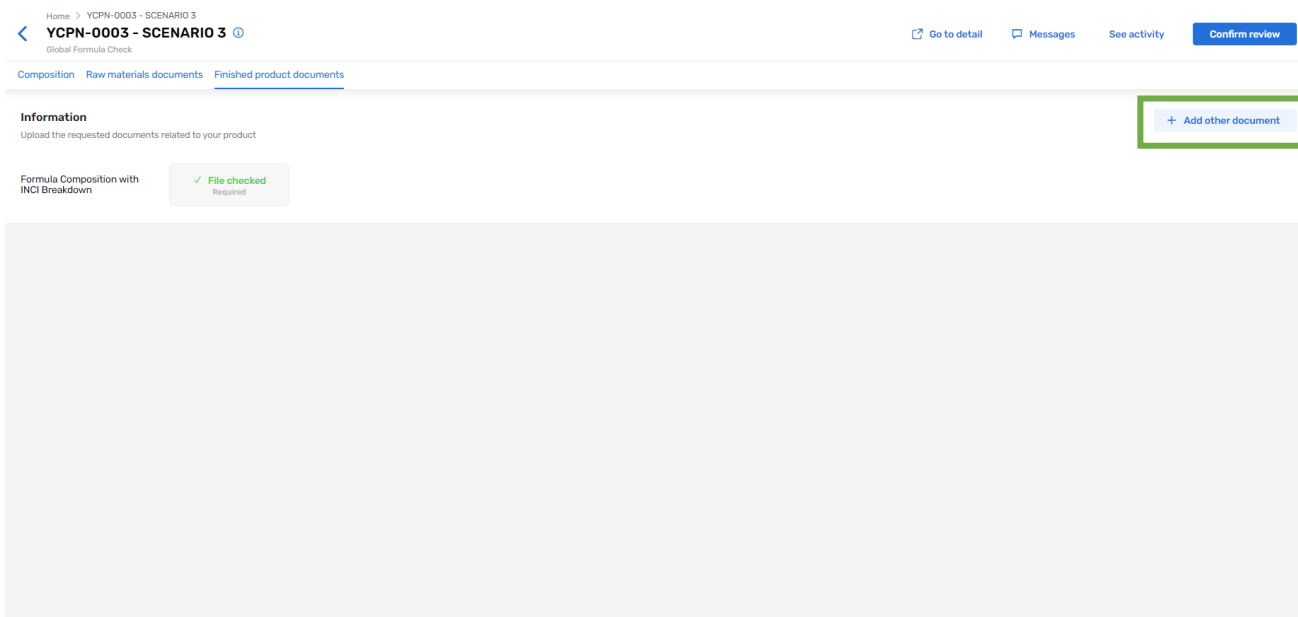 Home > YCPN-0003 - SCENARIO 3
YCPN-0003 - SCENARIO 3
Global Formula Check
Go to detail
Messages
See activity
Confirm review
Composition
Raw materials documents
Finished product documents
Information
Upload the requested documents related to your product
+ Add other document
Formula Composition with
INCI Breakdown
File checked
Required